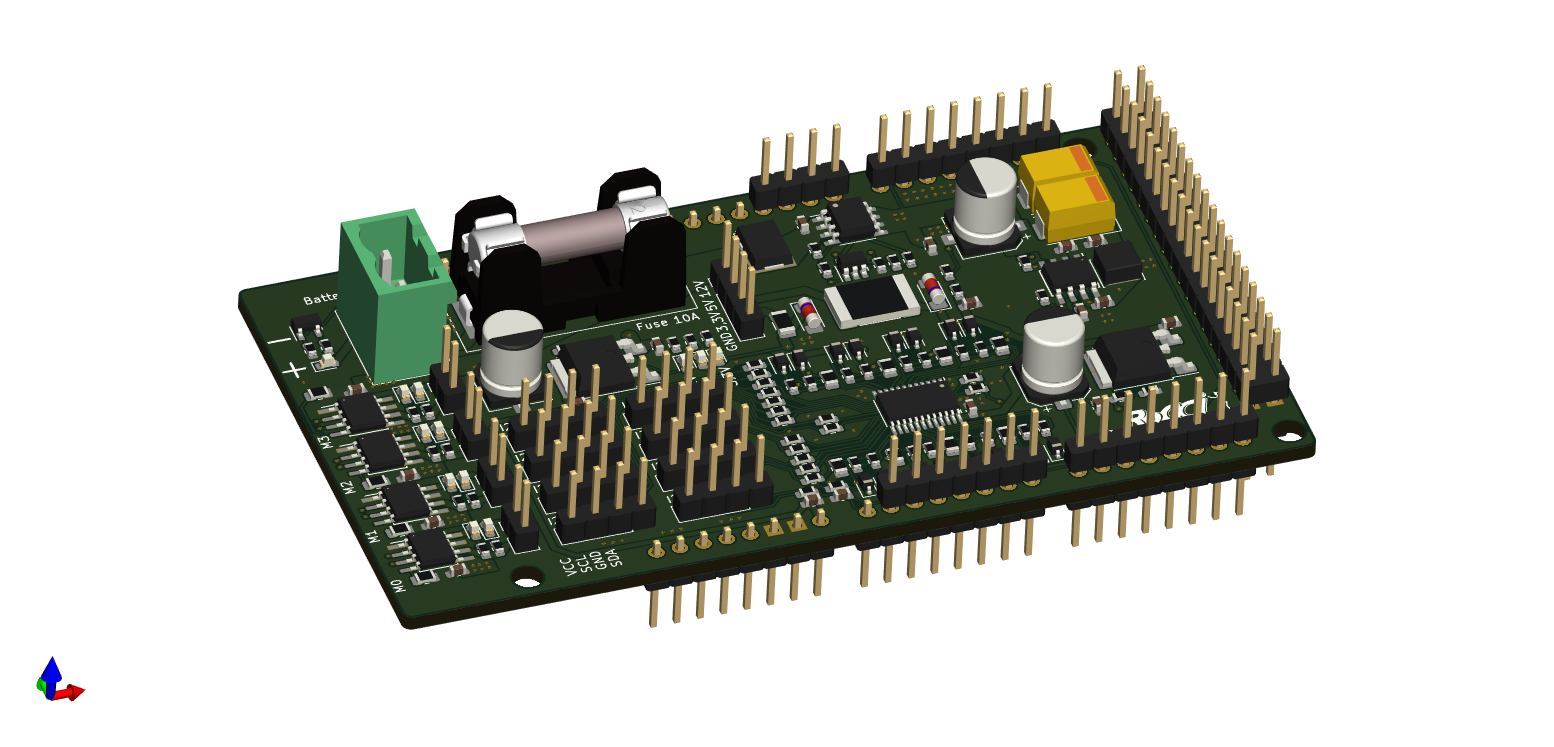 Batte
Fuse 10A
GND 3.3V 5V 12V
M3
M2
M1
M0
VCC
SCL
GND
SDA